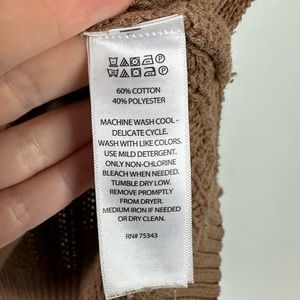 60% COTTON
40% POLYESTER
MACHINE WASH COOL -
DELICATE CYCLE.
WASH WITH LIKE COLORS.
USE MILD DETERGENT.
ONLY NON-CHLORINE
BLEACH WHEN NEEDED.
TUMBLE DRY LOW.
REMOVE PROMPTLY
FROM DRYER.
MEDIUM IRON IF NEEDED
OR DRY CLEAN.
RN# 75343